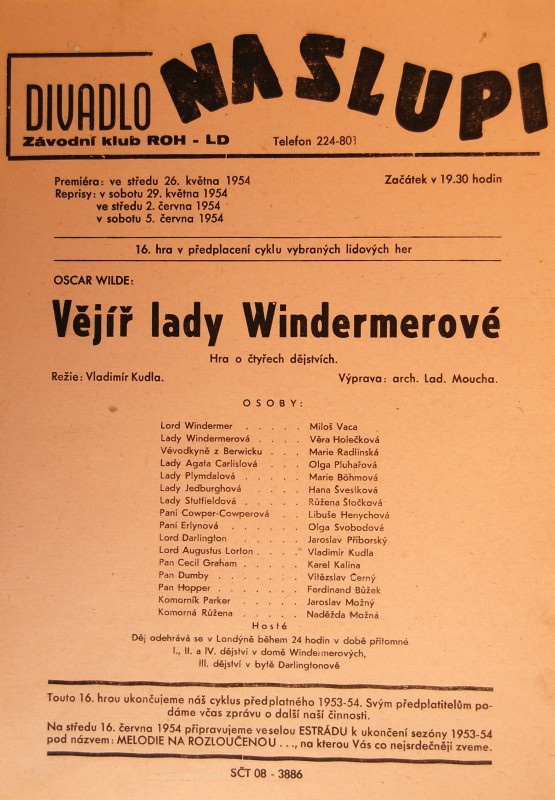 DIVADLO NA SLUPI
Závodní klub ROH - LD Telefon 224-801
Premiéra: ve středu 26. května 1954 Začátek v 19.30 hodin
Reprisy: v sobotu 29. května 1954
ve středu 2. června 1954
v sobotu 5. června 1954
16. hra v předplacení cyklu vybraných lidových her
OSCAR WILDE:
Vějíř lady Windermerové
Hra o čtyřech dějstvích.
Režie: Vladimír Kudla. Výprava: arch. Lad. Moucha.
OSOBY:
Lord Windermer . . . . . Miloš Vaca
Lady Windermerová . . . . Věra Holečková
Vévodkyně z Berwicku . . . Marie Radlinská
Lady Agata Carlislová . . . Olga Pluhařová
Lady Plymdalová . . . . . Marie Böhmová
Lady Jedburghová . . . . Hana Švestková
Lady Stutfieldová . . . . . Růžena Štočková
Paní Cowper-Cowperová . . Libuše Henychová
Paní Erlynová . . . . . . Olga Svobodová
Lord Darlington . . . . . Jaroslav Příborský
Lord Augustus Lorton . . . . Vladimír Kudla
Pan Cecil Graham . . . . . Karel Kalina
Pan Dumby . . . . . . . Vítězslav Černý
Pan Hopper . . . . . . . Ferdinand Bůžek
Komorník Parker . . . . . Jaroslav Možný
Komorná Růžena . . . . . Naděžda Možná
Hosté
Děj odehrává se v Londýně během 24 hodin v době přítomné
I., II. a IV. dějství v domě Windermerových,
III. dějství v bytě Darlingtonově
Touto 16. hrou ukončujeme náš cyklus předplatného 1953-54. Svým předplatitelům po-
dáme včas zprávu o další naší činnosti.
Na středu 16. června 1954 připravujeme veselou ESTRÁDU k ukončení sezóny 1953-54
pod názvem: MELODIE NA ROZLOUČENOU . . ., na kterou Vás co nejsrdečněji zveme.
SČT 08 - 3886